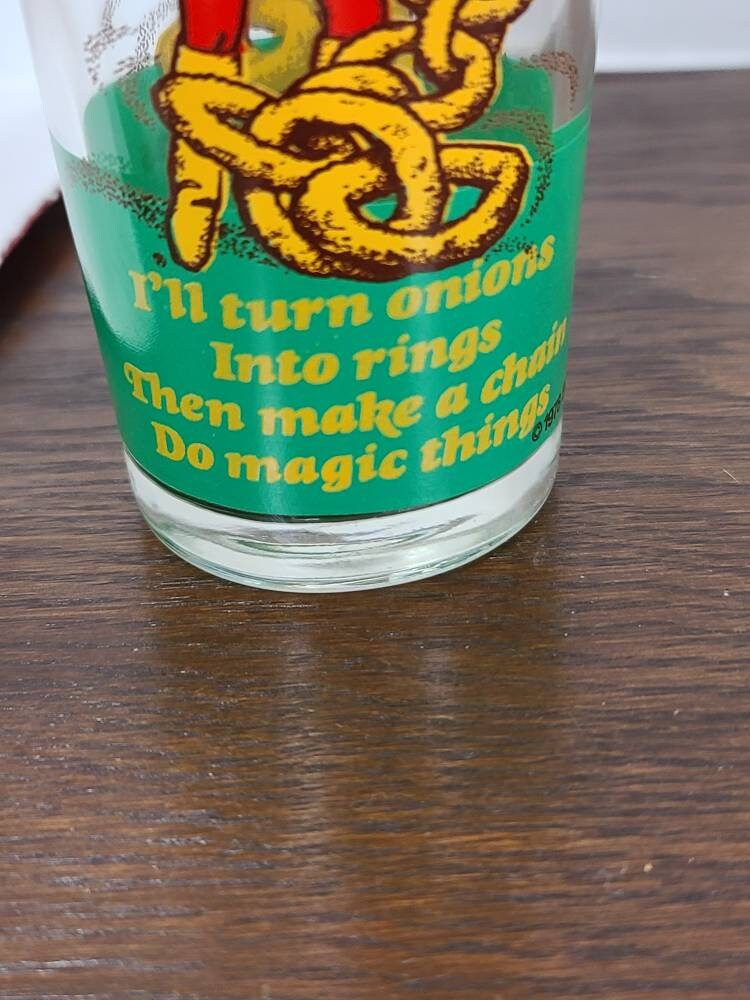 I'll turn onions
Into rings
Then make a chain
Do magic things
©